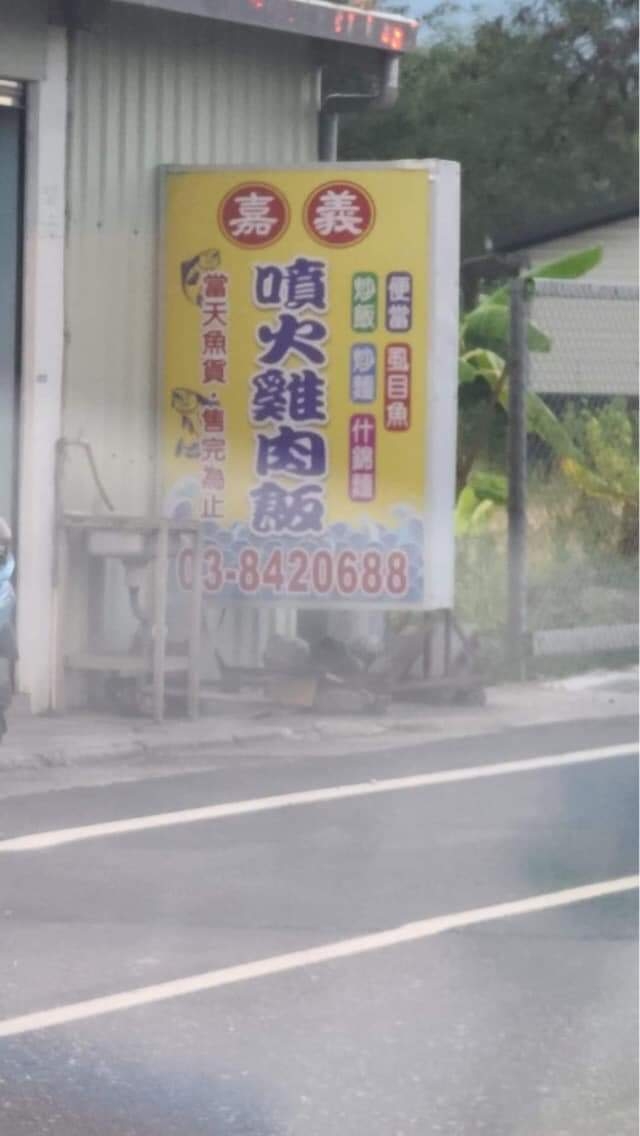 嘉義
便當 虱目魚
炒飯 炒麵 什錦麵
噴火雞肉飯
當天魚貨·售完為止
03-8420688